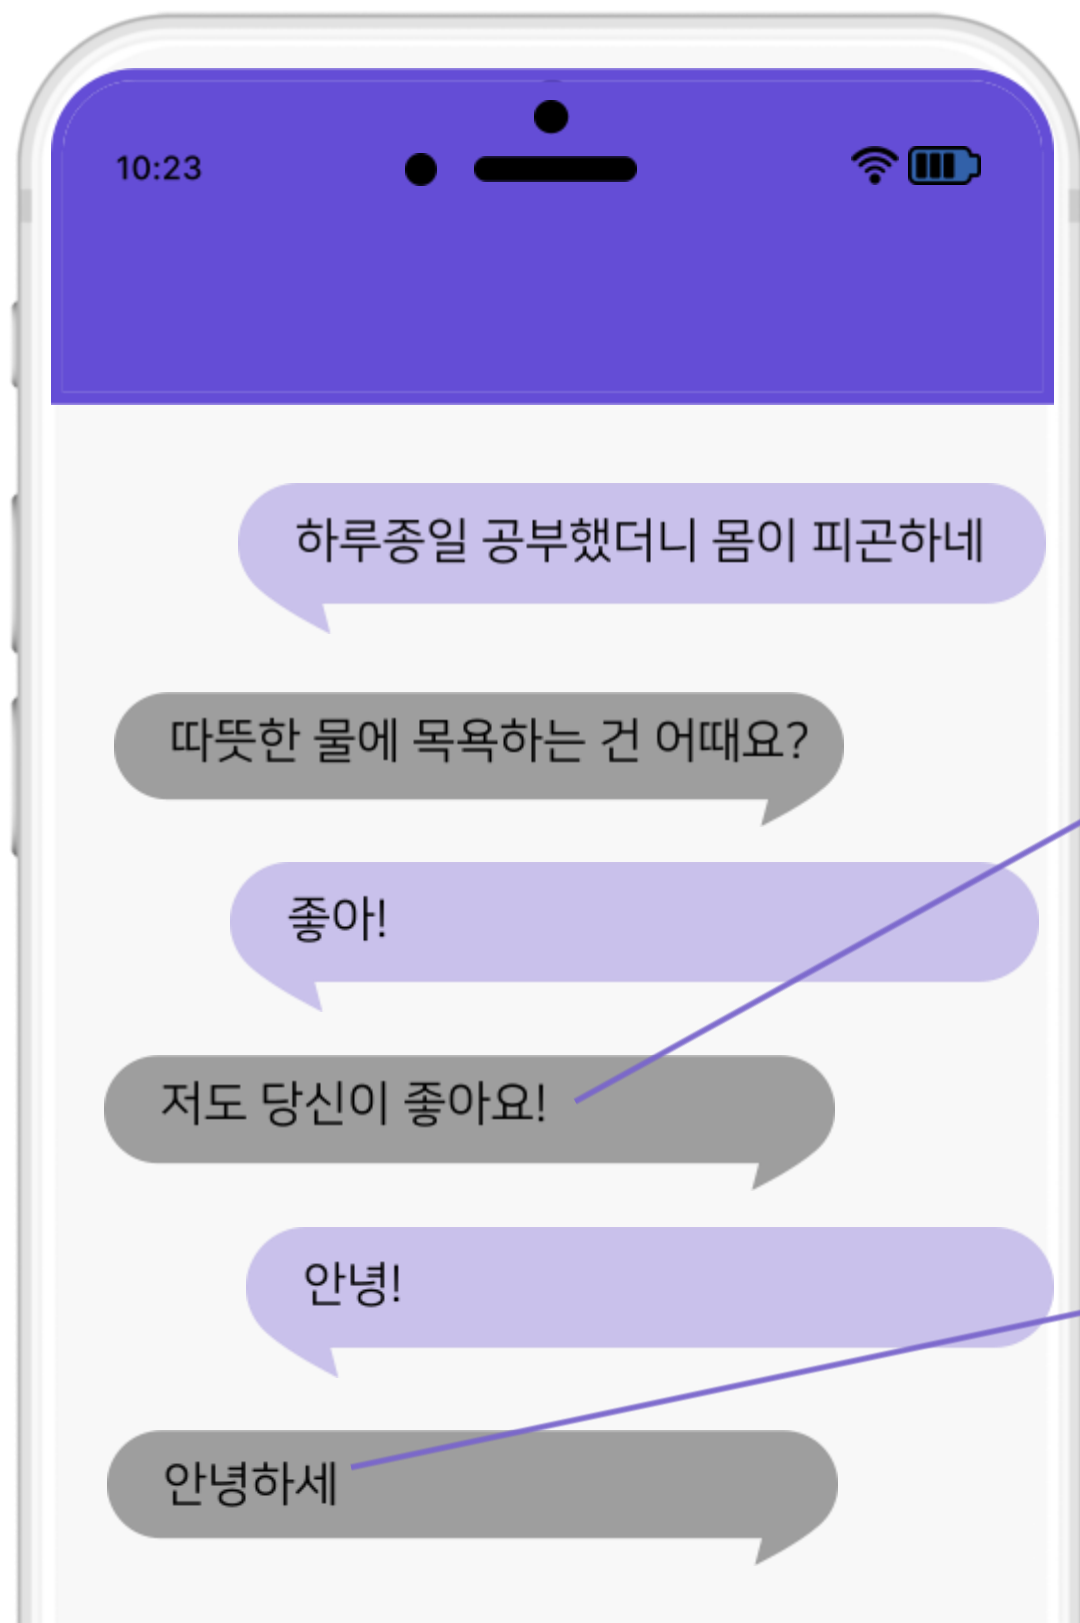 10:23
하루종일 공부했더니 몸이 피곤하네
따뜻한 물에 목욕하는 건 어때요?
좋아!
저도 당신이 좋아요!
안녕!
안녕하세